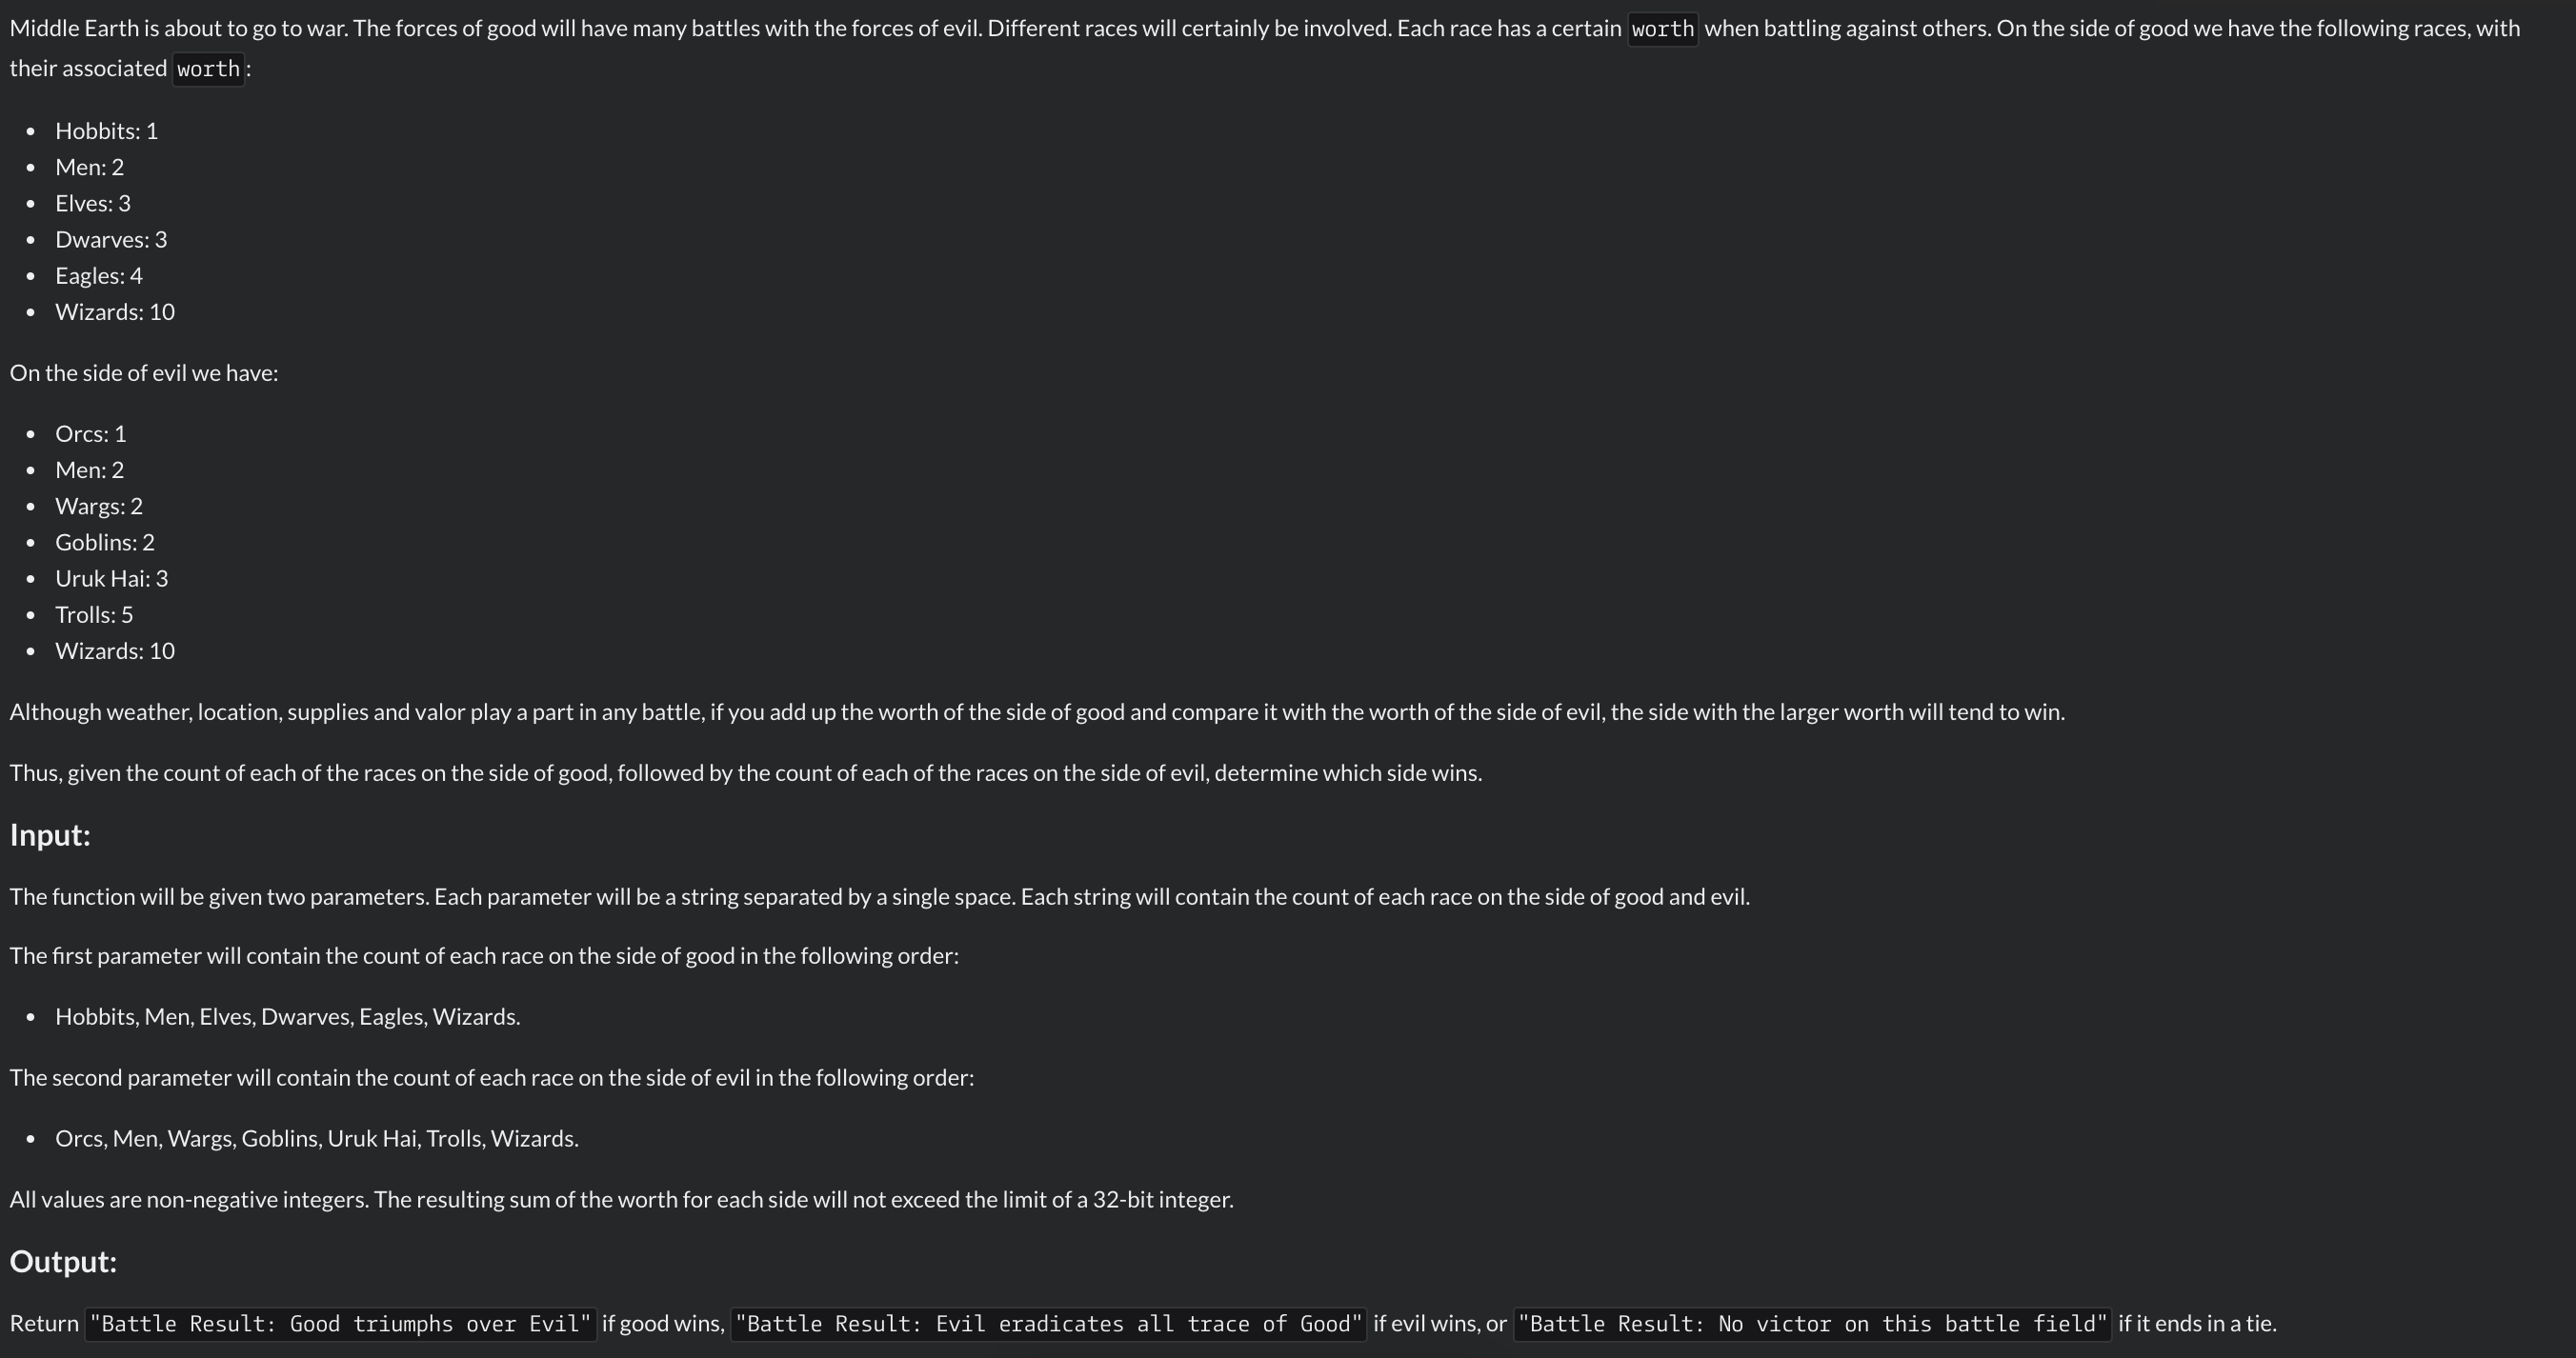 Middle Earth is about to go to war. The forces of good will have many battles with the forces of evil. Different races will certainly be involved. Each race has a certain worth when battling against others. On the side of good we have the following races, with
their associated worth:
• Hobbits: 1
• Men: 2
• Elves: 3
• Dwarves: 3
• Eagles: 4
• Wizards: 10
On the side of evil we have:
• Orcs: 1
• Men: 2
• Wargs: 2
• Goblins: 2
• Uruk Hai: 3
• Trolls: 5
• Wizards: 10
Although weather, location, supplies and valor play a part in any battle, if you add up the worth of the side of good and compare it with the worth of the side of evil, the side with the larger worth will tend to win.
Thus, given the count of each of the races on the side of good, followed by the count of each of the races on the side of evil, determine which side wins.
Input:
The function will be given two parameters. Each parameter will be a string separated by a single space. Each string will contain the count of each race on the side of good and evil.
The first parameter will contain the count of each race on the side of good in the following order:
• Hobbits, Men, Elves, Dwarves, Eagles, Wizards.
The second parameter will contain the count of each race on the side of evil in the following order:
• Orcs, Men, Wargs, Goblins, Uruk Hai, Trolls, Wizards.
All values are non-negative integers. The resulting sum of the worth for each side will not exceed the limit of a 32-bit integer.
Output:
Return "Battle Result: Good triumphs over Evil" if good wins, "Battle Result: Evil eradicates all trace of Good" if evil wins, or "Battle Result: No victor on this battle field" if it ends in a tie.